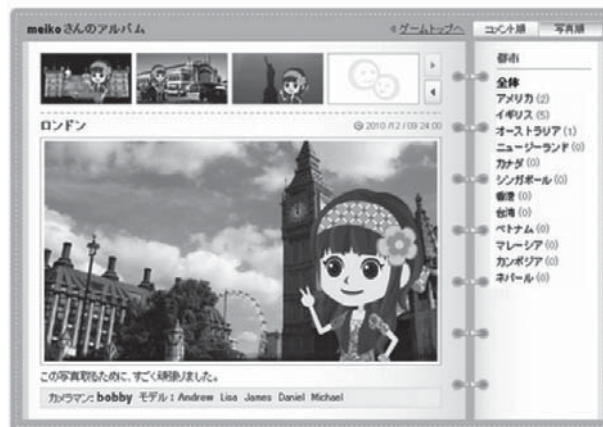 meikoさんのアルバム
«ゲームトップへ
コメント順
写真順
ロンドン
2010 /12 / 09 24:00
この写真取るために、すごく頑張りました。
カメラマン: bobby モデル : Andrew Lisa James Daniel Michael
都市
全体
アメリカ (2)
イギリス (5)
オーストラリア (1)
ニュージーランド (0)
カナダ (0)
シンガポール (0)
香港 (0)
台湾 (0)
ベトナム (0)
マレーシア (0)
カンボジア (0)
ネパール (0)